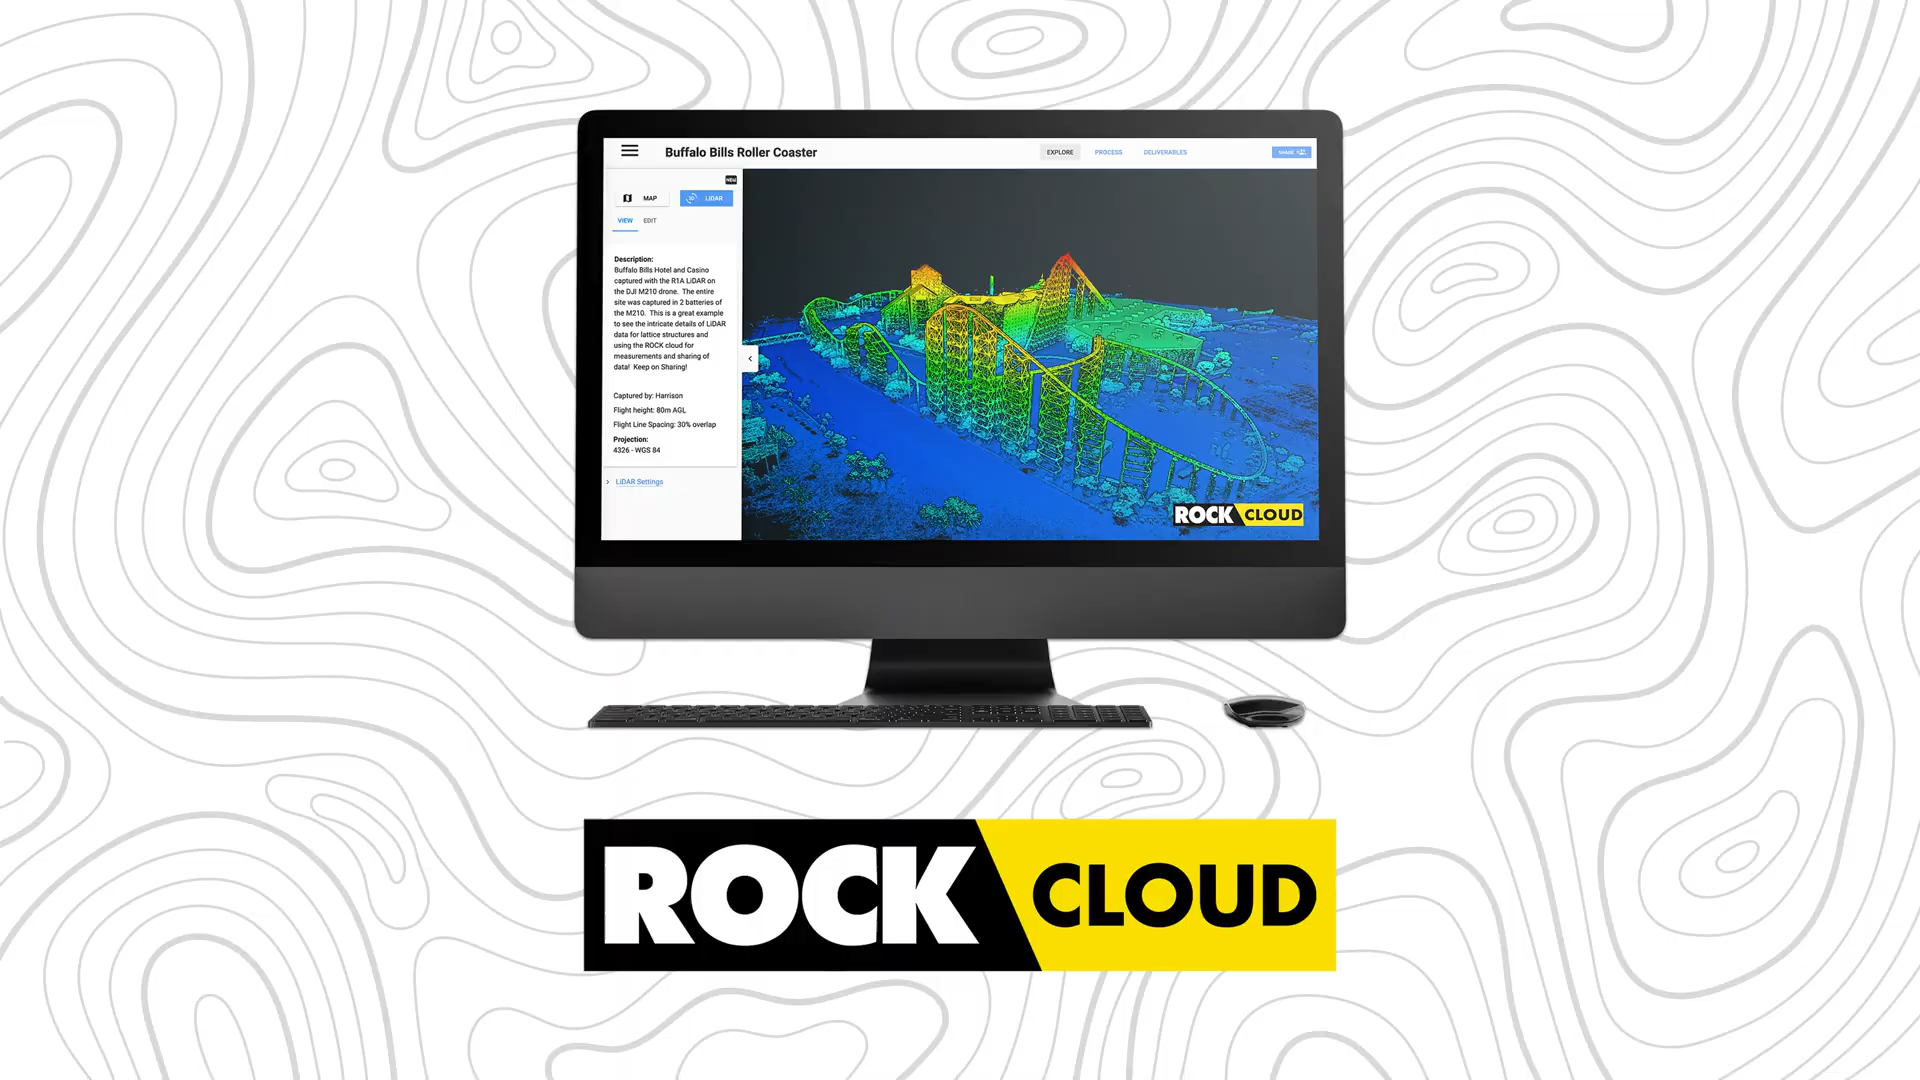 Buffalo Bills Roller Coaster
EXPLORE
PROCESS
DELIVERABLES
SHARE
NEW
MAP
3D
LIDAR
VIEW
EDIT
Description:
Buffalo Bills Hotel and Casino
captured with the R1A LiDAR on
the DJI M210 drone. The entire
site was captured in 2 batteries of
the M210. This is a great example
to see the intricate details of LiDAR
data for lattice structures and
using the ROCK cloud for
measurements and sharing of
data! Keep on Sharing!
Captured by: Harrison
Flight height: 80m AGL
Flight Line Spacing: 30% overlap
Projection:
4326 - WGS 84
LiDAR Settings
ROCK CLOUD
ROCK CLOUD